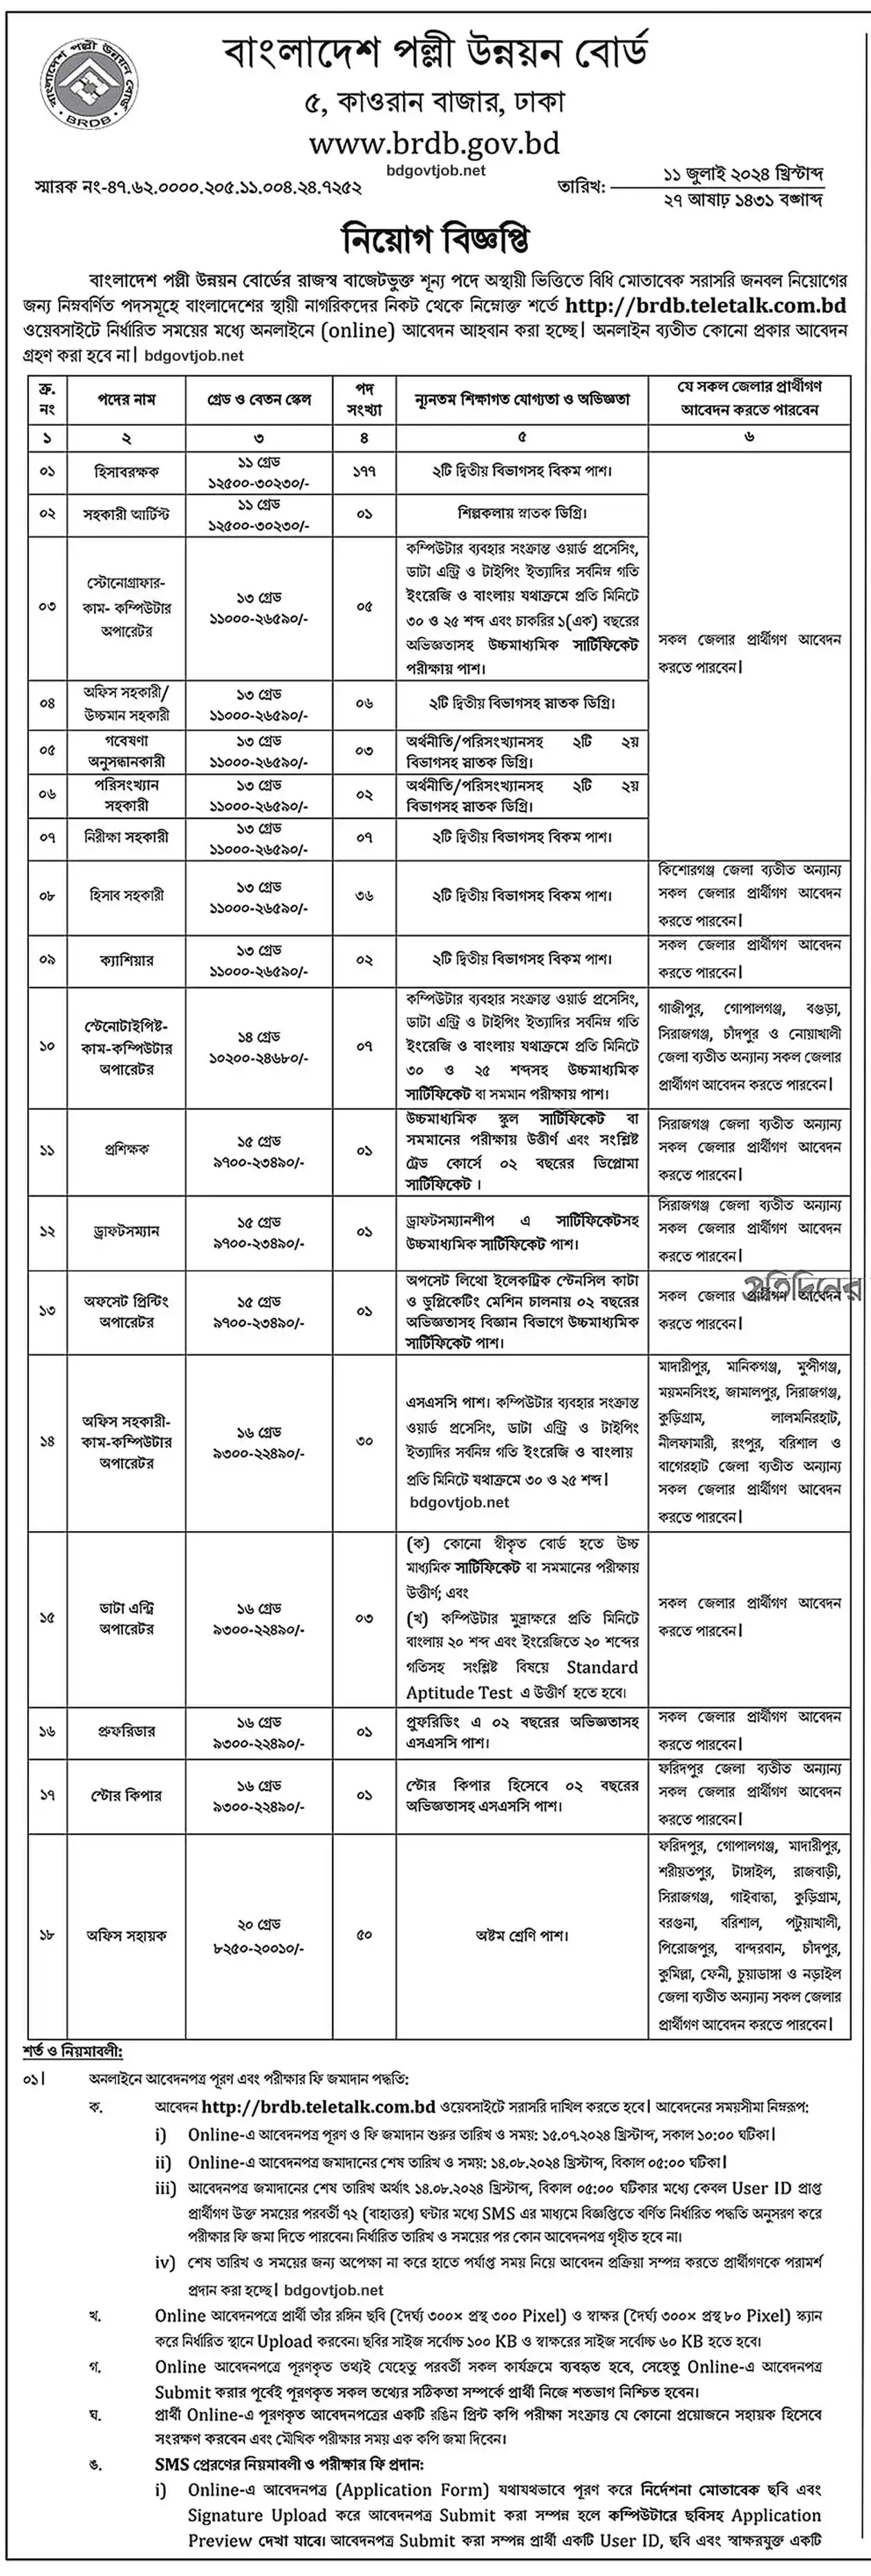 বাংলাদেশ পল্লী উন্নয়ন বোর্ড
৫, কাওরান বাজার, ঢাকা
www.brdb.gov.bd
bdgovtjob.net
স্মারক নং-৪৭.৬২.০০০০.২০৫.১১.০০৪.২৪.৭২৫২
তারিখ: ১১ জুলাই ২০২৪ খ্রিস্টাব্দ
২৭ আষাঢ় ১৪৩১ বঙ্গাব্দ
নিয়োগ বিজ্ঞপ্তি
বাংলাদেশ পল্লী উন্নয়ন বোর্ডের রাজস্ব বাজেটভুক্ত শূন্য পদে অস্থায়ী ভিত্তিতে বিধি মোতাবেক সরাসরি জনবল নিয়োগের
জন্য নিম্নবর্ণিত পদসমূহে বাংলাদেশের স্থায়ী নাগরিকদের নিকট থেকে নিম্নোক্ত শর্তে http://brdb.teletalk.com.bd
ওয়েবসাইটে নির্ধারিত সময়ের মধ্যে অনলাইনে (online) আবেদন আহবান করা হচ্ছে। অনলাইন ব্যতীত কোনো প্রকার আবেদন
গ্রহণ করা হবে না। bdgovtjob.net
ক্র. নং
পদের নাম
গ্রেড ও বেতন স্কেল
পদ সংখ্যা
ন্যূনতম শিক্ষাগত যোগ্যতা ও অভিজ্ঞতা
যে সকল জেলার প্রার্থীগণ
আবেদন করতে পারবেন
১ ২ ৩ ৪ ৫ ৬
০১ হিসাবরক্ষক ১১ গ্রেড
১২৫০০-৩০২৩০/- ১৭৭ ২টি দ্বিতীয় বিভাগসহ বিকম পাশ।
০২ সহকারী আর্টিস্ট ১১ গ্রেড
১২৫০০-৩০২৩০/- ০১ শিল্পকলায় স্নাতক ডিগ্রি।
০৩ স্টেনোগ্রাফার-
কাম- কম্পিউটার
অপারেটর
১৩ গ্রেড
১১০০০-২৬৫৯০/- ০৫
কম্পিউটার ব্যবহার সংক্রান্ত ওয়ার্ড প্রসেসিং,
ডাটা এন্ট্রি ও টাইপিং ইত্যাদির সর্বনিম্ন গতি
ইংরেজি ও বাংলায় যথাক্রমে প্রতি মিনিটে
৩০ ও ২৫ শব্দ এবং চাকরির ১(এক) বছরের
অভিজ্ঞতাসহ উচ্চমাধ্যমিক সার্টিফিকেট
পরীক্ষায় পাশ।
সকল জেলার প্রার্থীগণ আবেদন
করতে পারবেন।
০৪ অফিস সহকারী/
উচ্চমান সহকারী
১৩ গ্রেড
১১০০০-২৬৫৯০/- ০৬ ২টি দ্বিতীয় বিভাগসহ স্নাতক ডিগ্রি।
০৫ গবেষণা
অনুসন্ধানকারী
১৩ গ্রেড
১১০০০-২৬৫৯০/- ০৩
অর্থনীতি/পরিসংখ্যানসহ ২টি ২য়
বিভাগসহ স্নাতক ডিগ্রি।
০৬ পরিসংখ্যান
সহকারী
১৩ গ্রেড
১১০০০-২৬৫৯০/- ০২
অর্থনীতি/পরিসংখ্যানসহ ২টি ২য়
বিভাগসহ স্নাতক ডিগ্রি।
০৭ নিরীক্ষা সহকারী ১৩ গ্রেড
১১০০০-২৬৫৯০/- ০৭ ২টি দ্বিতীয় বিভাগসহ বিকম পাশ।
০৮ হিসাব সহকারী ১৩ গ্রেড
১১০০০-২৬৫৯০/- ৩৬ ২টি দ্বিতীয় বিভাগসহ বিকম পাশ।
কিশোরগঞ্জ জেলা ব্যতীত অন্যান্য
সকল জেলার প্রার্থীগণ আবেদন
করতে পারবেন।
০৯ ক্যাশিয়ার ১৩ গ্রেড
১১০০০-২৬৫৯০/- ০২ ২টি দ্বিতীয় বিভাগসহ বিকম পাশ।
সকল জেলার প্রার্থীগণ আবেদন
করতে পারবেন।
১০ স্টেনোটাইপিষ্ট-
কাম-কম্পিউটার
অপারেটর
১৪ গ্রেড
১০২০০-২৪৬৮০/- ০৭
কম্পিউটার ব্যবহার সংক্রান্ত ওয়ার্ড প্রসেসিং,
ডাটা এন্ট্রি ও টাইপিং ইত্যাদির সর্বনিম্ন গতি
ইংরেজি ও বাংলায় যথাক্রমে প্রতি মিনিটে
৩০ ও ২৫ শব্দসহ উচ্চমাধ্যমিক
সার্টিফিকেট বা সমমান পরীক্ষায় পাশ।
গাজীপুর, গোপালগঞ্জ, বগুড়া,
সিরাজগঞ্জ, চাঁদপুর ও নোয়াখালী
জেলা ব্যতীত অন্যান্য সকল জেলার
প্রার্থীগণ আবেদন করতে পারবেন।
১১ প্রশিক্ষক ১৫ গ্রেড
৯৭০০-২৩৪৯০/- ০১
উচ্চমাধ্যমিক স্কুল সার্টিফিকেট বা
সমমানের পরীক্ষায় উত্তীর্ণ এবং সংশ্লিষ্ট
ট্রেড কোর্সে ০২ বছরের ডিপ্লোমা
সার্টিফিকেট ।
সিরাজগঞ্জ জেলা ব্যতীত অন্যান্য
সকল জেলার প্রার্থীগণ আবেদন
করতে পারবেন।
১২ ড্রাফটসম্যান ১৫ গ্রেড
৯৭০০-২৩৪৯০/- ০১
ড্রাফটসম্যানশীপ এ সার্টিফিকেটসহ
উচ্চমাধ্যমিক সার্টিফিকেট পাশ।
সিরাজগঞ্জ জেলা ব্যতীত অন্যান্য
সকল জেলার প্রার্থীগণ আবেদন
করতে পারবেন।
১৩ অফসেট প্রিন্টিং
অপারেটর
১৫ গ্রেড
৯৭০০-২৩৪৯০/- ০১
অপসেট লিথো ইলেকট্রিক স্টেনসিল কাটা
ও ডুপ্লিকেটিং মেশিন চালনায় ০২ বছরের
অভিজ্ঞতাসহ বিজ্ঞান বিভাগে উচ্চমাধ্যমিক
সার্টিফিকেট পাশ।
প্রতিদিনের
সকল জেলার প্রার্থীগণ আবেদন
করতে পারবেন।
১৪ অফিস সহকারী-
কাম-কম্পিউটার
অপারেটর
১৬ গ্রেড
৯৩০০-২২৪৯০/- ৩০
এসএসসি পাশ। কম্পিউটার ব্যবহার সংক্রান্ত
ওয়ার্ড প্রসেসিং, ডাটা এন্ট্রি ও টাইপিং
ইত্যাদির সর্বনিম্ন গতি ইংরেজি ও বাংলায়
প্রতি মিনিটে যথাক্রমে ৩০ ও ২৫ শব্দ।
bdgovtjob.net
মাদারীপুর, মানিকগঞ্জ, মুন্সীগঞ্জ,
ময়মনসিংহ, জামালপুর, সিরাজগঞ্জ,
কুড়িগ্রাম, লালমনিরহাট,
নীলফামারী, রংপুর, বরিশাল ও
বাগেরহাট জেলা ব্যতীত অন্যান্য
সকল জেলার প্রার্থীগণ আবেদন
করতে পারবেন।
১৫ ডাটা এন্ট্রি
অপারেটর
১৬ গ্রেড
৯৩০০-২২৪৯০/- ০৩
(ক) কোনো স্বীকৃত বোর্ড হতে উচ্চ
মাধ্যমিক সার্টিফিকেট বা সমমানের পরীক্ষায়
উত্তীর্ণ; এবং
(খ) কম্পিউটার মুদ্রাক্ষরে প্রতি মিনিটে
বাংলায় ২০ শব্দ এবং ইংরেজিতে ২০ শব্দের
গতিসহ সংশ্লিষ্ট বিষয়ে Standard
Aptitude Test এ উত্তীর্ণ হতে হবে।
সকল জেলার প্রার্থীগণ আবেদন
করতে পারবেন।
১৬ প্রুফরিডার ১৬ গ্রেড
৯৩০০-২২৪৯০/- ০১
প্রুফরিডিং এ ০২ বছরের অভিজ্ঞতাসহ
এসএসসি পাশ।
সকল জেলার প্রার্থীগণ আবেদন
করতে পারবেন।
১৭ স্টোর কিপার ১৬ গ্রেড
৯৩০০-২২৪৯০/- ০১
স্টোর কিপার হিসেবে ০২ বছরের
অভিজ্ঞতাসহ এসএসসি পাশ।
ফরিদপুর জেলা ব্যতীত অন্যান্য
সকল জেলার প্রার্থীগণ আবেদন
করতে পারবেন।
১৮ অফিস সহায়ক ২০ গ্রেড
৮২৫০-২০০১০/- ৫০ অষ্টম শ্রেণি পাশ।
ফরিদপুর, গোপালগঞ্জ, মাদারীপুর,
শরীয়তপুর, টাঙ্গাইল, রাজবাড়ী,
সিরাজগঞ্জ, গাইবান্ধা, কুড়িগ্রাম,
বরগুনা, বরিশাল, পটুয়াখালী,
পিরোজপুর, বান্দরবান, চাঁদপুর,
কুমিল্লা, ফেনী, চুয়াডাঙ্গা ও নড়াইল
জেলা ব্যতীত অন্যান্য সকল জেলার
প্রার্থীগণ আবেদন করতে পারবেন।
শর্ত ও নিয়মাবলী:
০১। অনলাইনে আবেদনপত্র পূরণ এবং পরীক্ষার ফি জমাদান পদ্ধতি:
ক. আবেদন http://brdb.teletalk.com.bd ওয়েবসাইটে সরাসরি দাখিল করতে হবে। আবেদনের সময়সীমা নিম্নরূপ:
i) Online-এ আবেদনপত্র পূরণ ও ফি জমাদান শুরুর তারিখ ও সময়: ১৫.০৭.২০২৪ খ্রিস্টাব্দ, সকাল ১০:০০ ঘটিকা।
ii) Online-এ আবেদনপত্র জমাদানের শেষ তারিখ ও সময়: ১৪.০৮.২০২৪ খ্রিস্টাব্দ, বিকাল ০৫:০০ ঘটিকা।
iii) আবেদনপত্র জমাদানের শেষ তারিখ অর্থাৎ ১৪.০৮.২০২৪ খ্রিস্টাব্দ, বিকাল ০৫:০০ ঘটিকার মধ্যে কেবল User ID প্রাপ্ত
প্রার্থীগণ উক্ত সময়ের পরবর্তী ৭২ (বাহাত্তর) ঘন্টার মধ্যে SMS এর মাধ্যমে বিজ্ঞপ্তিতে বর্ণিত নির্ধারিত পদ্ধতি অনুসরণ করে
পরীক্ষার ফি জমা দিতে পারবেন। নির্ধারিত তারিখ ও সময়ের পর কোন আবেদনপত্র গৃহীত হবে না।
iv) শেষ তারিখ ও সময়ের জন্য অপেক্ষা না করে হাতে পর্যাপ্ত সময় নিয়ে আবেদন প্রক্রিয়া সম্পন্ন করতে প্রার্থীগণকে পরামর্শ
প্রদান করা হচ্ছে। bdgovtjob.net
খ. Online আবেদনপত্রে প্রার্থী তাঁর রঙ্গিন ছবি (দৈর্ঘ্য ৩০০× প্রস্থ ৩০০ Pixel) ও স্বাক্ষর (দৈর্ঘ্য ৩০০× প্রস্থ ৮০ Pixel) স্ক্যান
করে নির্ধারিত স্থানে Upload করবেন। ছবির সাইজ সর্বোচ্চ ১০০ KB ও স্বাক্ষরের সাইজ সর্বোচ্চ ৬০ KB হতে হবে।
গ. Online আবেদনপত্রে পূরণকৃত তথ্যই যেহেতু পরবর্তী সকল কার্যক্রমে ব্যবহৃত হবে, সেহেতু Online-এ আবেদনপত্র
Submit করার পূর্বেই পূরণকৃত সকল তথ্যের সঠিকতা সম্পর্কে প্রার্থী নিজে শতভাগ নিশ্চিত হবেন।
ঘ. প্রার্থী Online-এ পূরণকৃত আবেদনপত্রের একটি রঙিন প্রিন্ট কপি পরীক্ষা সংক্রান্ত যে কোনো প্রয়োজনে সহায়ক হিসেবে
সংরক্ষণ করবেন এবং মৌখিক পরীক্ষার সময় এক কপি জমা দিবেন।
ঙ. SMS প্রেরণের নিয়মাবলী ও পরীক্ষার ফি প্রদান:
i) Online-এ আবেদনপত্র (Application Form) যথাযথভাবে পূরণ করে নির্দেশনা মোতাবেক ছবি এবং
Signature Upload করে আবেদনপত্র Submit করা সম্পন্ন হলে কম্পিউটারে ছবিসহ Application
Preview দেখা যাবে। আবেদনপত্র Submit করা সম্পন্ন প্রার্থী একটি User ID, ছবি এবং স্বাক্ষরযুক্ত একটি